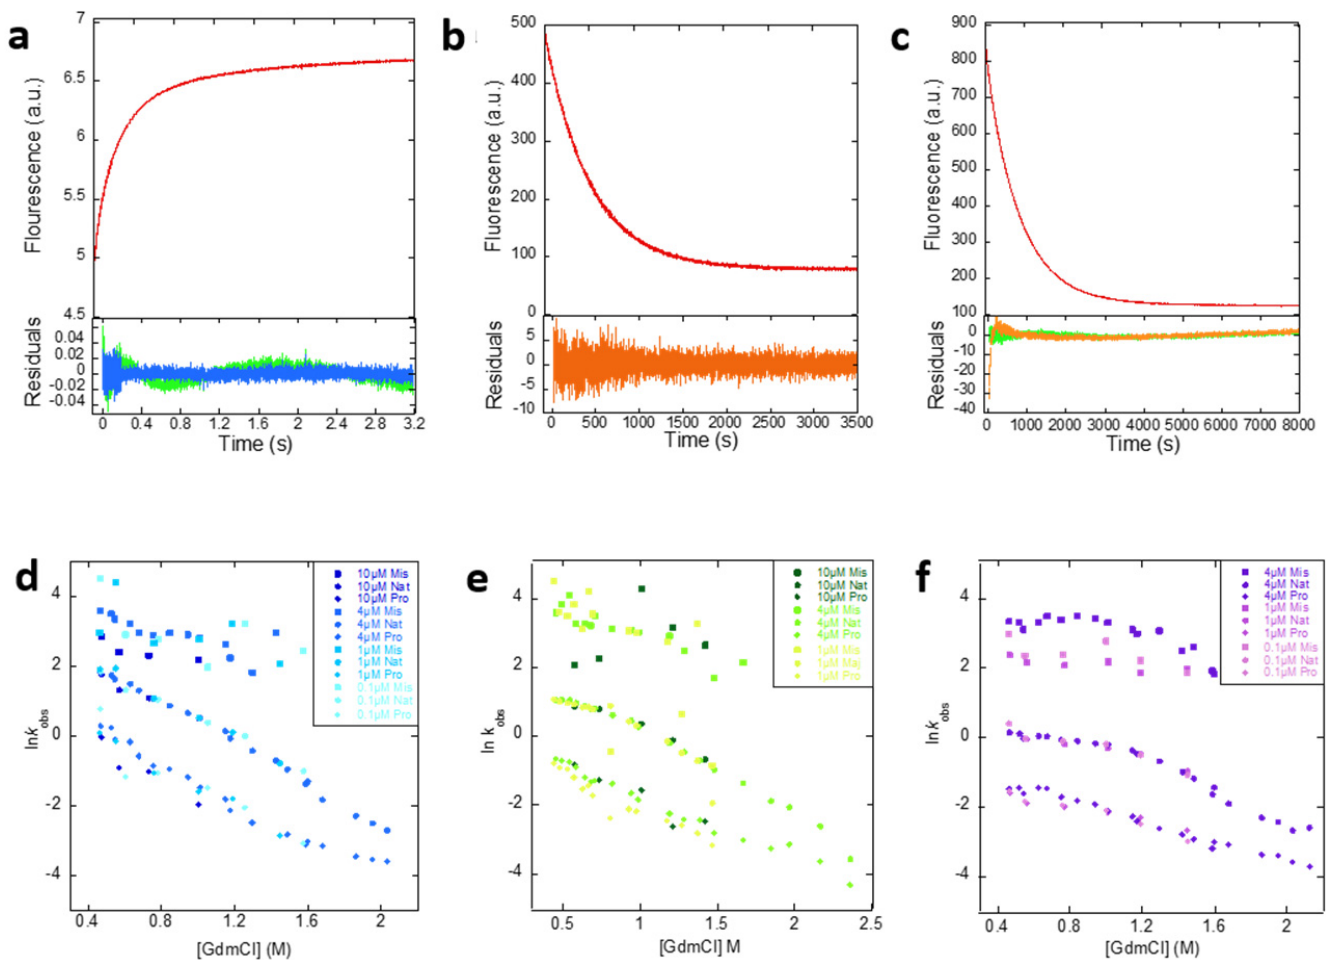 a
7
6.5
6
5.5
5
4.5
Flourescence (a.u.)
0.04
0.02
0
-0.02
-0.04
Residuals
0 0.4 0.8 1.2 1.6 2 2.8 3.2
Time (s)
b
500
400
300
200
100
0
Fluorescence (a.u.)
5
0
-5
-10
Residuals
0 500 1000 1500 2000 2500 3000 3500
Time (s)
c
900
800
700
600
500
400
300
200
100
Fluorescence (a.u.)
0
-10
-20
-30
-40
Residuals
0 1000 2000 3000 4000 5000 6000 7000 8000
Time (s)
d
10µM Mis
10µM Nat
10µM Pro
4µM Mis
4µM Nat
4µM Pro
1µM Mis
1µM Nat
1µM Pro
0.1µM Mis
0.1µM Nat
0.1µM Pro
4
2
0
-2
-4
lnkobs
0.4 0.8 1.2 1.6 2
[GdmCl] (M)
e
10µM Mis
10µM Nat
10µM Pro
4µM Mis
4µM Nat
4µM Pro
1µM Mis
1µM Maj
1µM Pro
4
2
0
-2
-4
ln kobs
0.5 1 1.5 2 2.5
[GdmCl] M
f
4µM Mis
4µM Nat
4µM Pro
1µM Mis
1µM Nat
1µM Pro
0.1µM Mis
0.1µM Nat
0.1µM Pro
4
2
0
-2
-4
lnkobs
0.4 0.8 1.2 1.6 2
[GdmCl] (M)